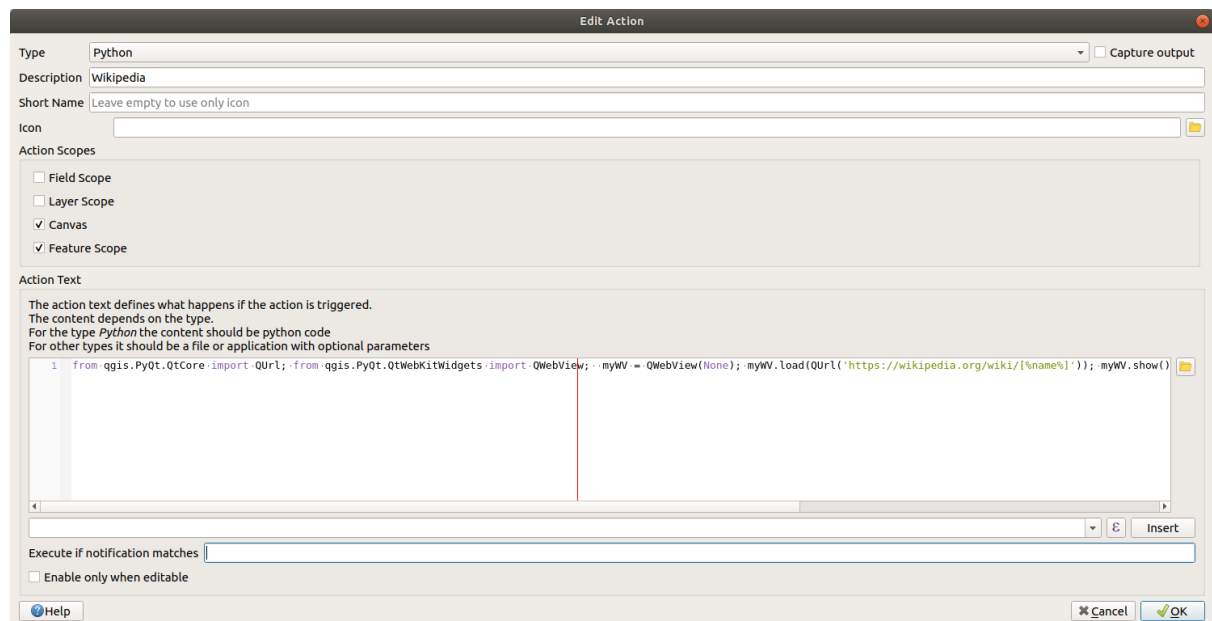 Edit Action
Type Python Capture output
Description Wikipedia
Short Name Leave empty to use only icon
Icon
Action Scopes
Field Scope
Layer Scope
Canvas
Feature Scope
Action Text
The action text defines what happens if the action is triggered.
The content depends on the type.
For the type Python the content should be python code
For other types it should be a file or application with optional parameters
1 from qgis.PyQt.QtCore import QUrl; from qgis.PyQt.QtWebKitWidgets import QWebView;  myWV = QWebView(None); myWV.load(QUrl('https://wikipedia.org/wiki/[%name%]')); myWV.show()
ε Insert
Execute if notification matches
Enable only when editable
Help Cancel OK